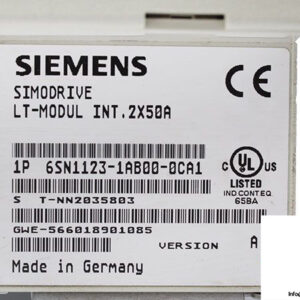 SIEMENS
CE
SIMODRIVE
LT-MODUL INT.2X50A
1P 6SN1123-1AB00-0CA1
C UL US
LISTED
IND CONT EQ
65BA
S T-NN2035803
GWE-566018901085
VERSION A
Made in Germany